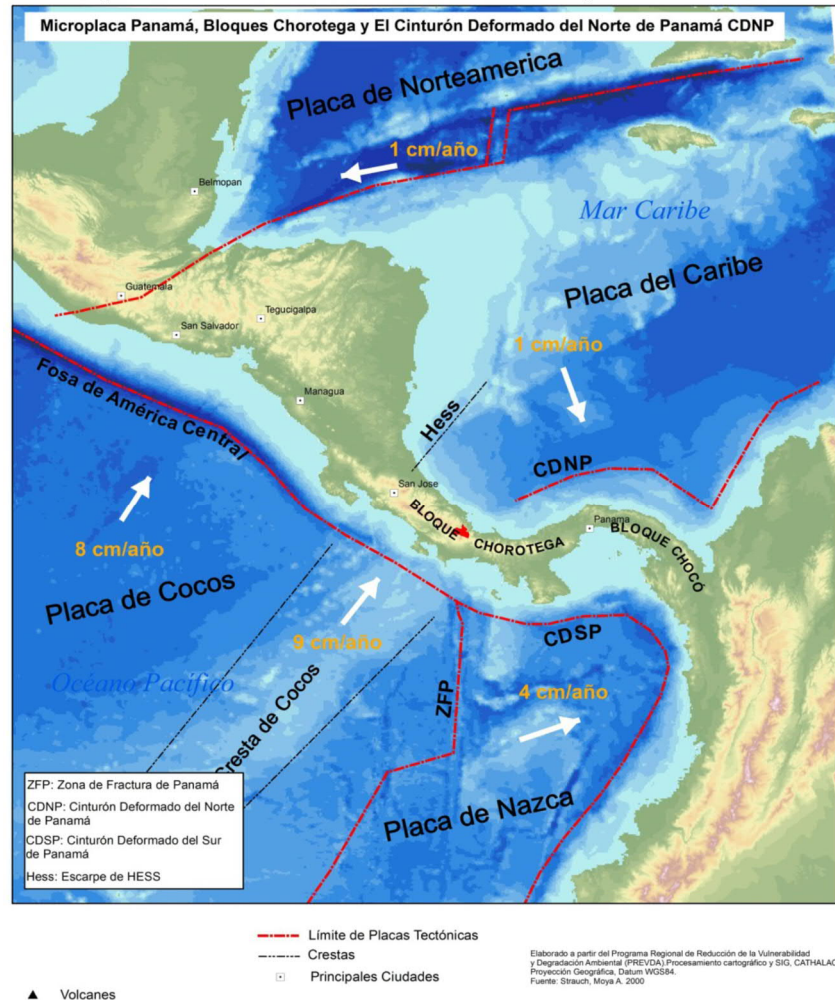 Microplaca Panamá, Bloques Chorotega y El Cinturón Deformado del Norte de Panamá CDNP
Placa de Norteamerica
1 cm/año
Belmopan
Mar Caribe
Placa del Caribe
Guatemala
Tegucigalpa
San Salvador
1 cm/año
Fosa de América Central
Managua
Hess
CDNP
San Jose
BLOQUE CHOROTEGA
Panama
BLOQUE CHOCÓ
8 cm/año
Placa de Cocos
9 cm/año
CDSP
Océano Pacífico
Cresta de Cocos
ZFP
4 cm/año
Placa de Nazca
ZFP: Zona de Fractura de Panamá
CDNP: Cinturón Deformado del Norte
de Panamá
CDSP: Cinturón Deformado del Sur
de Panamá
Hess: Escarpe de HESS
Límite de Placas Tectónicas
Crestas
Principales Ciudades
Volcanes
Elaborado a partir del Programa Regional de Reducción de la Vulnerabilidad
y Degradación Ambiental (PREVDA).Procesamiento cartográfico y SIG, CATHALAC
Proyección Geográfica, Datum WGS84.
Fuente: Strauch, Moya A. 2000